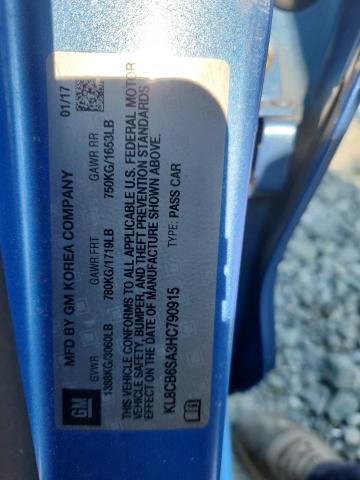 GM
MFD BY GM KOREA COMPANY 01/17
GVWR GAWR FRT GAWR RR
1388KG/3060LB 780KG/1719LB 750KG/1653LB
THIS VEHICLE CONFORMS TO ALL APPLICABLE U.S. FEDERAL MOTOR
VEHICLE SAFETY, BUMPER, AND THEFT PREVENTION STANDARDS IN
EFFECT ON THE DATE OF MANUFACTURE SHOWN ABOVE.
KL8CB6SA3HC790915 TYPE: PASS CAR